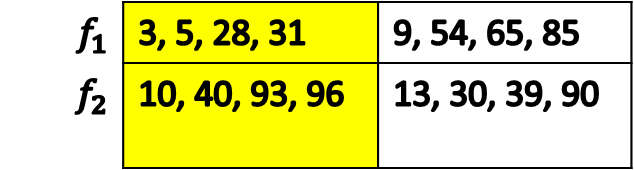 f1 3, 5, 28, 31 9, 54, 65, 85
f2 10, 40, 93, 96 13, 30, 39, 90